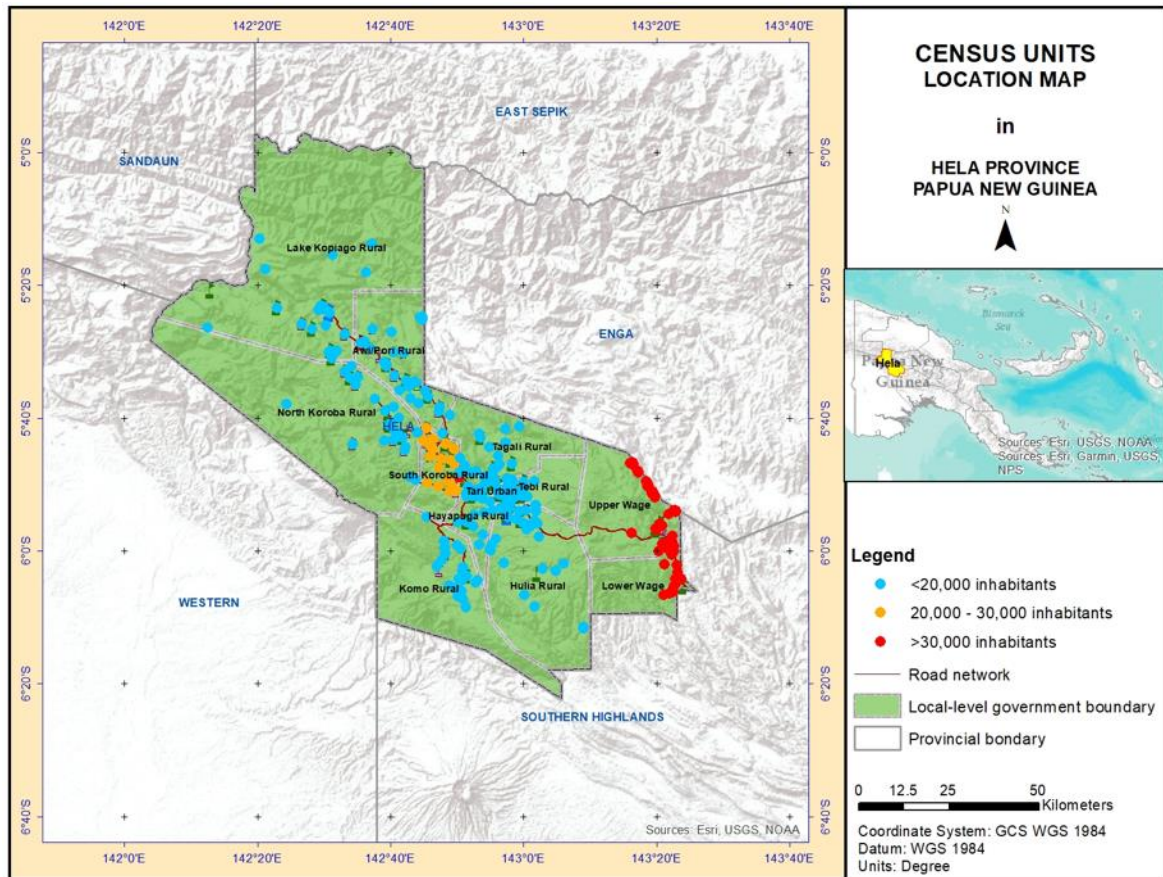 142°0'E 142°20'E 142°40'E 143°0'E 143°20'E 143°40'E
5°0'S
5°20'S
5°40'S
6°0'S
6°20'S
6°40'S
EAST SEPIK
SANDAUN
Lake Kopiago Rural
ENGA
Awi/Pori Rural
North Koroba Rural
HELA
Tagali Rural
South Koroba Rural
Tebi Rural
Tari Urban
Upper Wage
Hayapuga Rural
Komo Rural
Hulia Rural
Lower Wage
WESTERN
SOUTHERN HIGHLANDS
Sources: Esri, USGS, NOAA
5°0'S
5°20'S
5°40'S
6°0'S
6°20'S
6°40'S
142°0'E 142°20'E 142°40'E 143°0'E 143°20'E 143°40'E
CENSUS UNITS
LOCATION MAP
in
HELA PROVINCE
PAPUA NEW GUINEA
N
Bismarck
Sea
Hela
Papua New
Guinea
Sources: Esri, USGS, NOAA
Sources: Esri, Garmin, USGS,
NPS
Legend
<20,000 inhabitants
20,000 - 30,000 inhabitants
>30,000 inhabitants
Road network
Local-level government boundary
Provincial bondary
0 12.5 25 50
Kilometers
Coordinate System: GCS WGS 1984
Datum: WGS 1984
Units: Degree